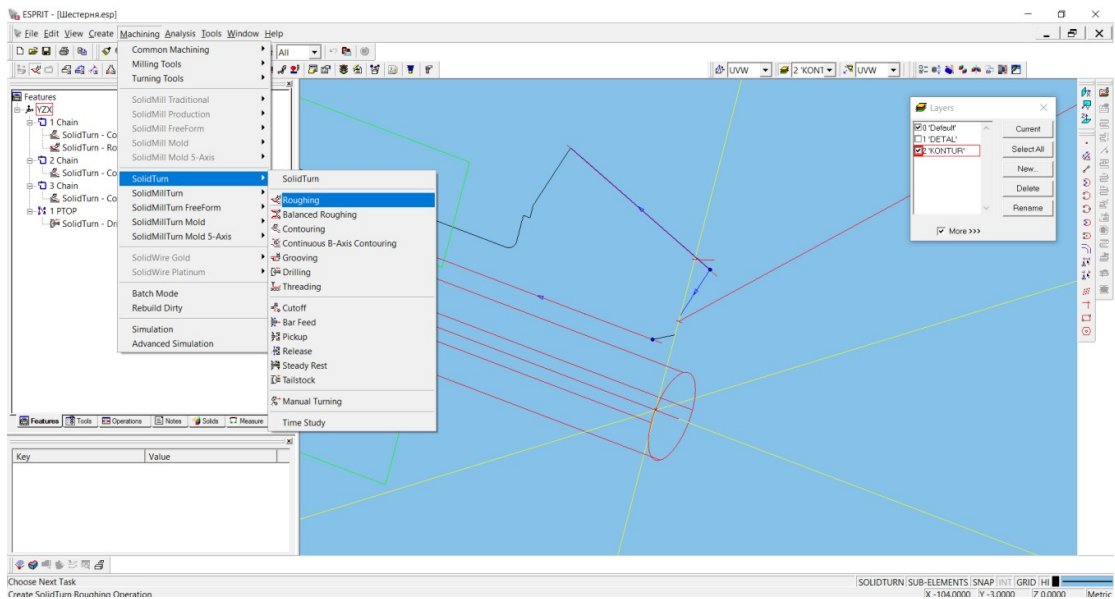 ESPRIT - [Шестерня.esp]
File Edit View Create Machining Analysis Tools Window Help
All
UVW
2 'KONT
UVW
Common Machining
Milling Tools
Turning Tools
SolidMill Traditional
SolidMill Production
SolidMill FreeForm
SolidMill Mold
SolidMill Mold 5-Axis
SolidTurn
SolidMillTurn
SolidMillTurn FreeForm
SolidMillTurn Mold
SolidMillTurn Mold 5-Axis
SolidWire Gold
SolidWire Platinum
Batch Mode
Rebuild Dirty
Simulation
Advanced Simulation
SolidTurn
Roughing
Balanced Roughing
Contouring
Continuous B-Axis Contouring
Grooving
Drilling
Threading
Cutoff
Bar Feed
Pickup
Release
Steady Rest
Tailstock
Manual Turning
Time Study
Features
YZX
1 Chain
SolidTurn - Co
SolidTurn - Ro
2 Chain
SolidTurn - Co
3 Chain
SolidTurn - Co
1 PTOP
SolidTurn - Dri
Features Tools Operations Notes Solids Measure
Key Value
Layers
0 'Default'
1 'DETAL'
2 'KONTUR'
Current
Select All
New...
Delete
Rename
More >>>
Choose Next Task
SOLIDTURN SUB-ELEMENTS SNAP INT GRID HI
Create SolidTurn Roughing Operation
X -104.0000 Y -3.0000 Z 0.0000 Metric